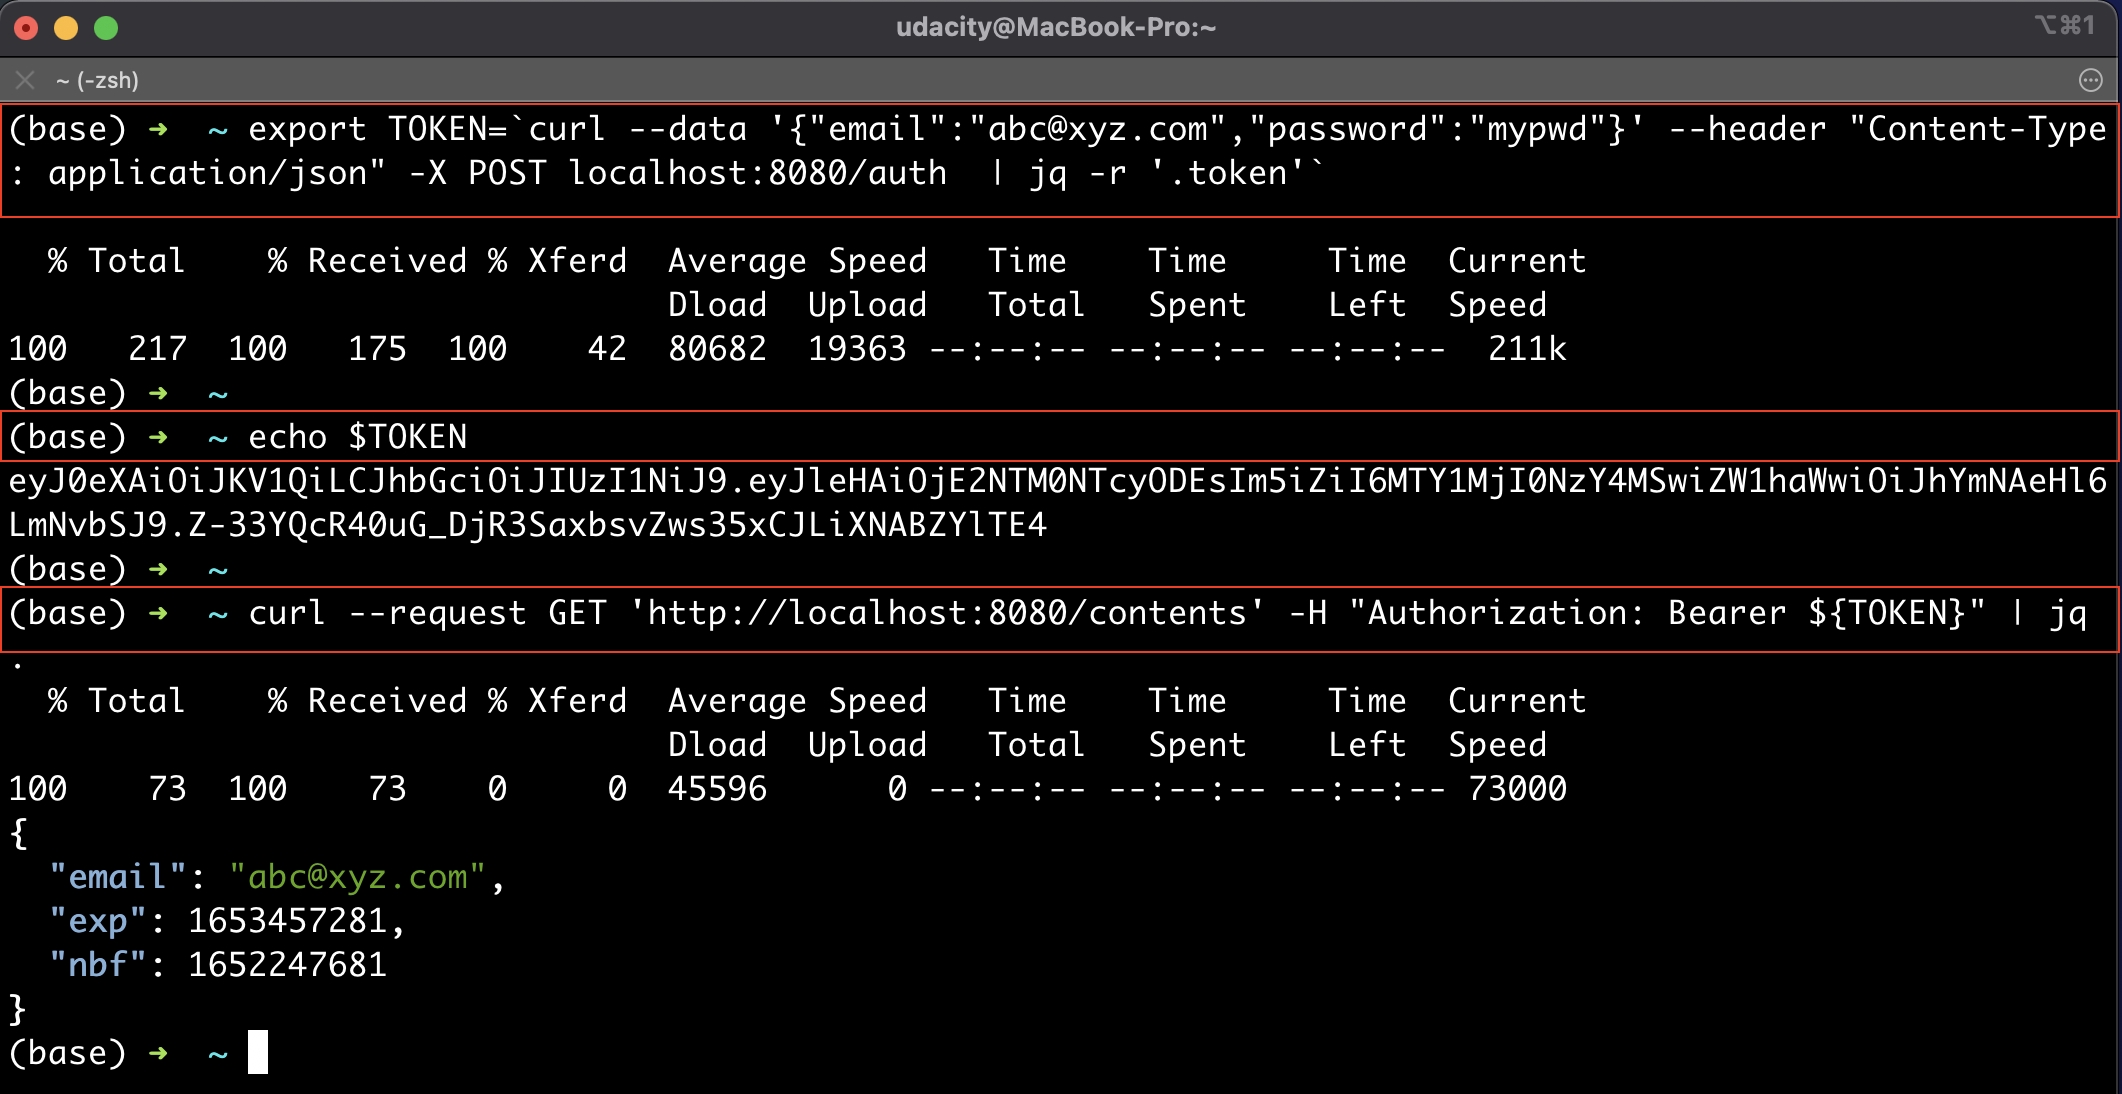 udacity@MacBook-Pro:~ ⌥⌘1
~ (-zsh)
(base) ➜  ~ export TOKEN=`curl --data '{"email":"abc@xyz.com","password":"mypwd"}' --header "Content-Type
: application/json" -X POST localhost:8080/auth  | jq -r '.token'`
  % Total    % Received % Xferd  Average Speed   Time    Time     Time  Current
                                 Dload  Upload   Total   Spent    Left  Speed
100   217  100   175  100    42  80682  19363 --:--:-- --:--:-- --:--:--  211k
(base) ➜  ~
(base) ➜  ~ echo $TOKEN
eyJ0eXAiOiJKV1QiLCJhbGciOiJIUzI1NiJ9.eyJleHAiOjE2NTM0NTcyODEsIm5iZiI6MTY1MjI0NzY4MSwiZW1haWwiOiJhYmNAeHl6
LmNvbSJ9.Z-33YQcR40uG_DjR3SaxbsvZws35xCJLiXNABZYlTE4
(base) ➜  ~
(base) ➜  ~ curl --request GET 'http://localhost:8080/contents' -H "Authorization: Bearer ${TOKEN}" | jq
.
  % Total    % Received % Xferd  Average Speed   Time    Time     Time  Current
                                 Dload  Upload   Total   Spent    Left  Speed
100    73  100    73    0     0  45596      0 --:--:-- --:--:-- --:--:-- 73000
{
  "email": "abc@xyz.com",
  "exp": 1653457281,
  "nbf": 1652247681
}
(base) ➜  ~